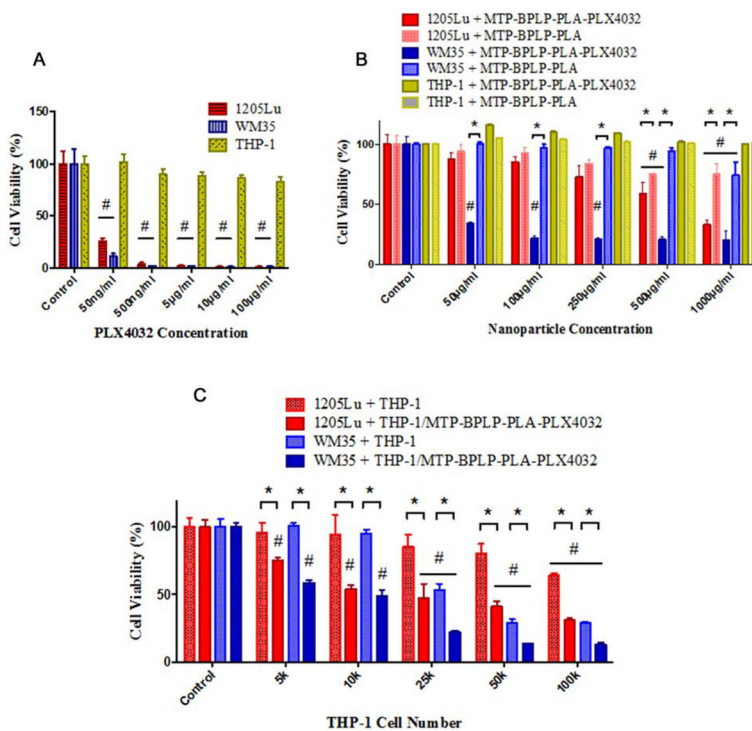 A
1205Lu
WM35
THP-1
Cell Viability (%)
150
100
50
0
#
#
#
#
#
Control
50ng/ml
500ng/ml
5µg/ml
10µg/ml
100µg/ml
PLX4032 Concentration
B
1205Lu + MTP-BPLP-PLA-PLX4032
1205Lu + MTP-BPLP-PLA
WM35 + MTP-BPLP-PLA-PLX4032
WM35 + MTP-BPLP-PLA
THP-1 + MTP-BPLP-PLA-PLX4032
THP-1 + MTP-BPLP-PLA
Cell Viability (%)
100
50
0
* * * * * * *
# # # # #
Control
50µg/ml
100µg/ml
250µg/ml
500µg/ml
1000µg/ml
Nanoparticle Concentration
C
1205Lu + THP-1
1205Lu + THP-1/MTP-BPLP-PLA-PLX4032
WM35 + THP-1
WM35 + THP-1/MTP-BPLP-PLA-PLX4032
Cell Viability (%)
100
50
0
* * * * * * * * * *
# # # # # # #
Control
5k
10k
25k
50k
100k
THP-1 Cell Number